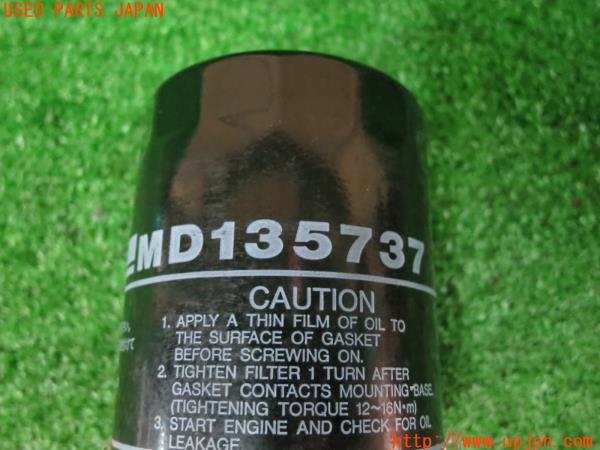 USED PARTS JAPAN
MD135737
CAUTION
1. APPLY A THIN FILM OF OIL TO
THE SURFACE OF GASKET
BEFORE SCREWING ON.
2. TIGHTEN FILTER 1 TURN AFTER
GASKET CONTACTS MOUNTING BASE.
(TIGHTENING TORQUE 12~16N•m)
3. START ENGINE AND CHECK FOR OIL
LEAKAGE.
http://www.upjpn.com/